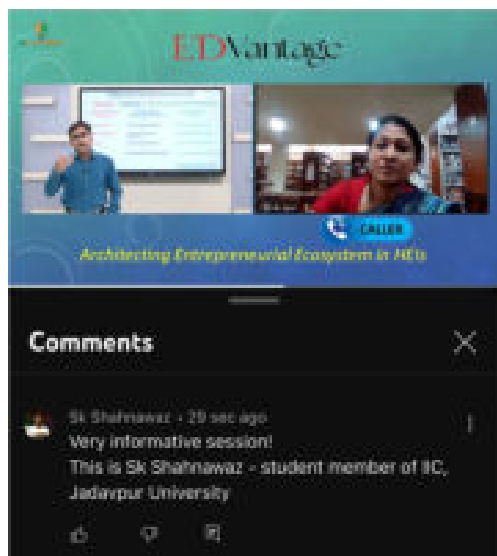 EDVantage
CALLER
Architecting Entrepreneurial Ecosystem in HEIs
Comments
Sk Shahnawaz • 29 sec ago
Very informative session!
This is Sk Shahnawaz - student member of IIC,
Jadavpur University